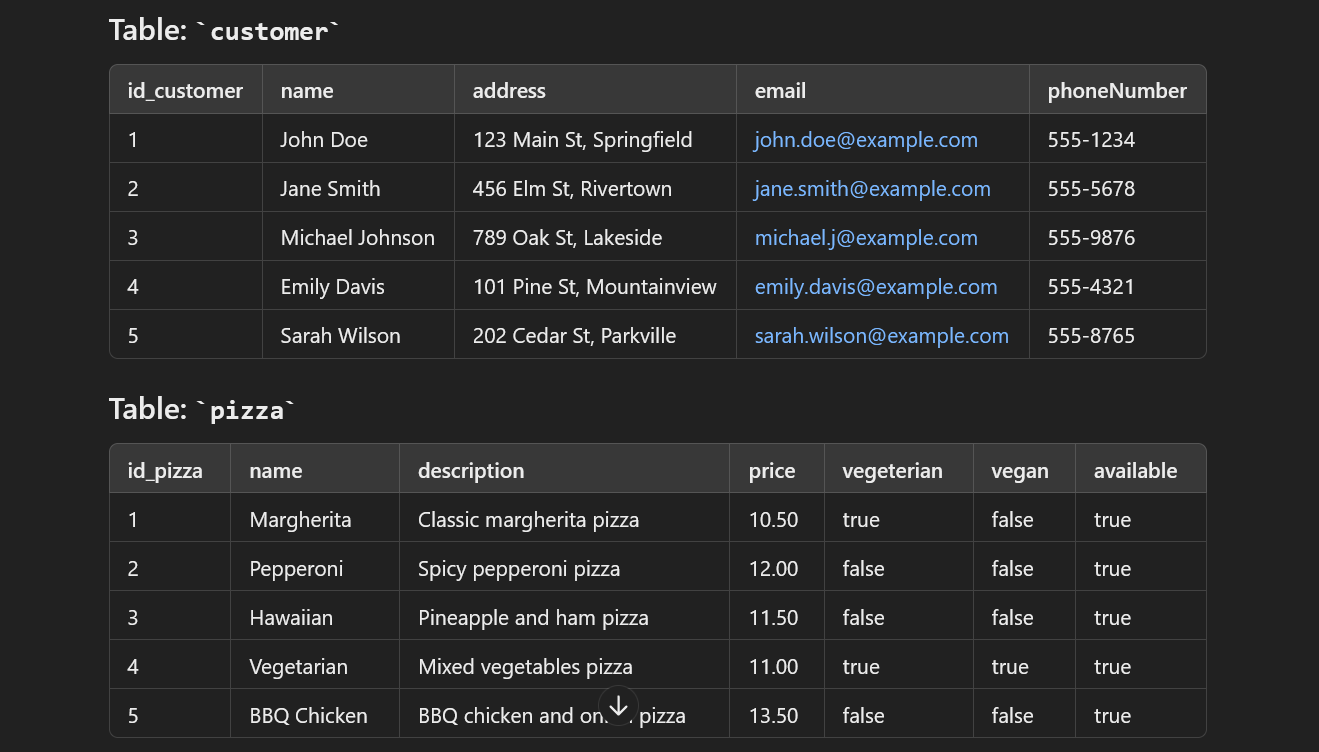 Table: `customer`
id_customer name address email phoneNumber
1 John Doe 123 Main St, Springfield john.doe@example.com 555-1234
2 Jane Smith 456 Elm St, Rivertown jane.smith@example.com 555-5678
3 Michael Johnson 789 Oak St, Lakeside michael.j@example.com 555-9876
4 Emily Davis 101 Pine St, Mountainview emily.davis@example.com 555-4321
5 Sarah Wilson 202 Cedar St, Parkville sarah.wilson@example.com 555-8765
Table: `pizza`
id_pizza name description price vegeterian vegan available
1 Margherita Classic margherita pizza 10.50 true false true
2 Pepperoni Spicy pepperoni pizza 12.00 false false true
3 Hawaiian Pineapple and ham pizza 11.50 false false true
4 Vegetarian Mixed vegetables pizza 11.00 true true true
5 BBQ Chicken BBQ chicken and pizza 13.50 false false true